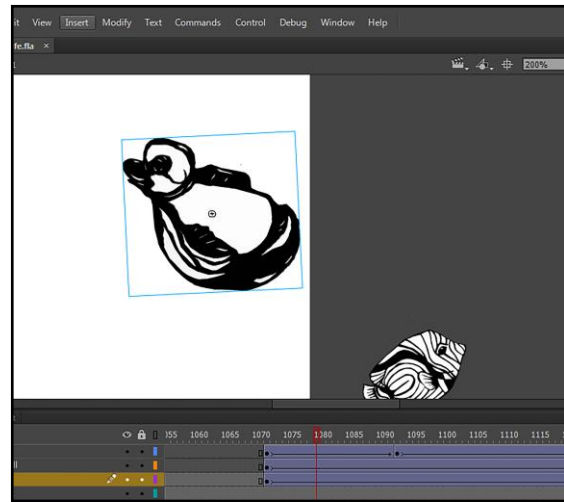 it View Insert Modify Text Commands Control Debug Window Help
fe.fla ×
200%
1055 1060 1065 1070 1075 1080 1085 1090 1095 1100 1105 1110 1115